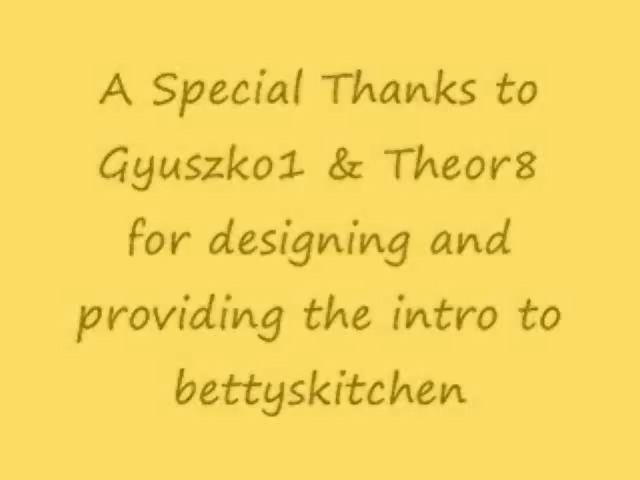 A Special Thanks to
Gyuszko1 & Theor8
for designing and
providing the intro to
bettyskitchen